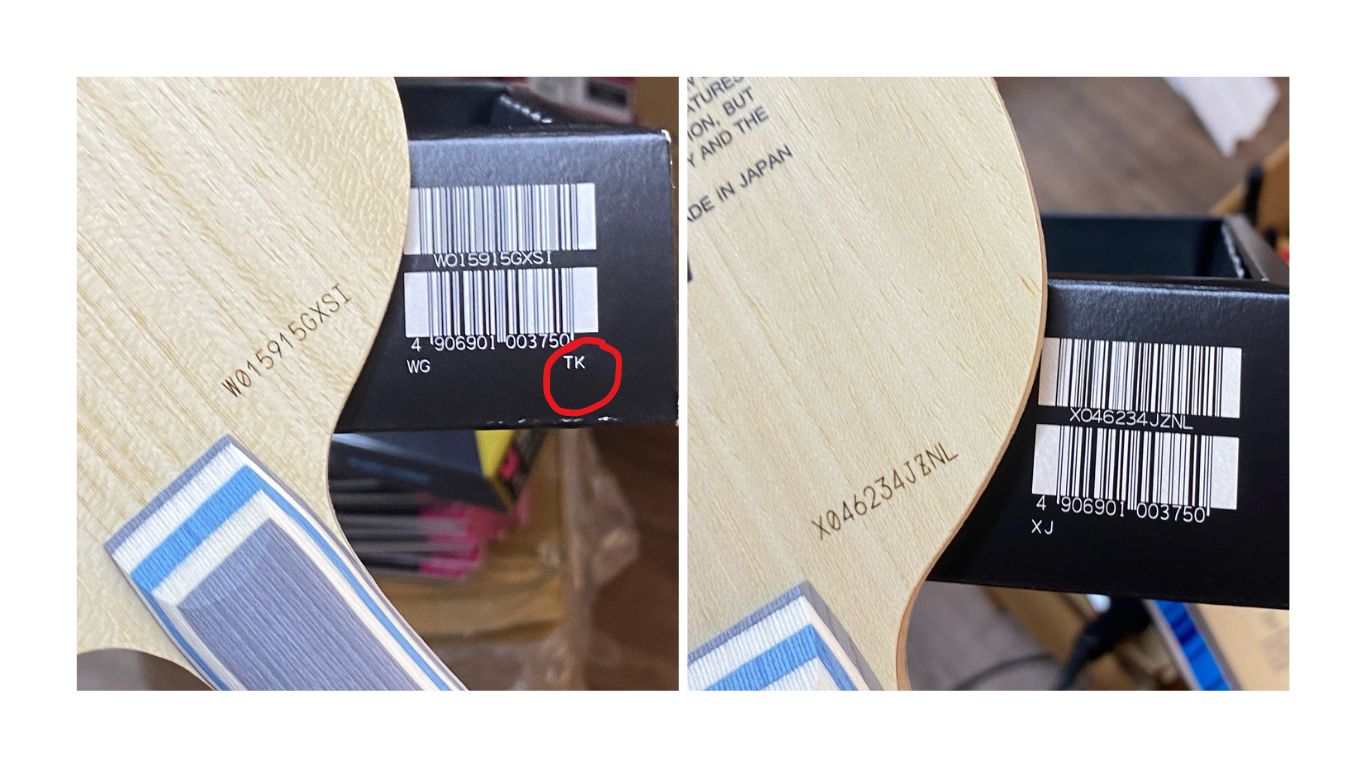 W015915GXSI
W015915GXSI
4 906901 003750
WG TK
ATURES
ION, BUT
Y AND THE
ADE IN JAPAN
X046234JZNL
X046234JZNL
4 906901 003750
XJ